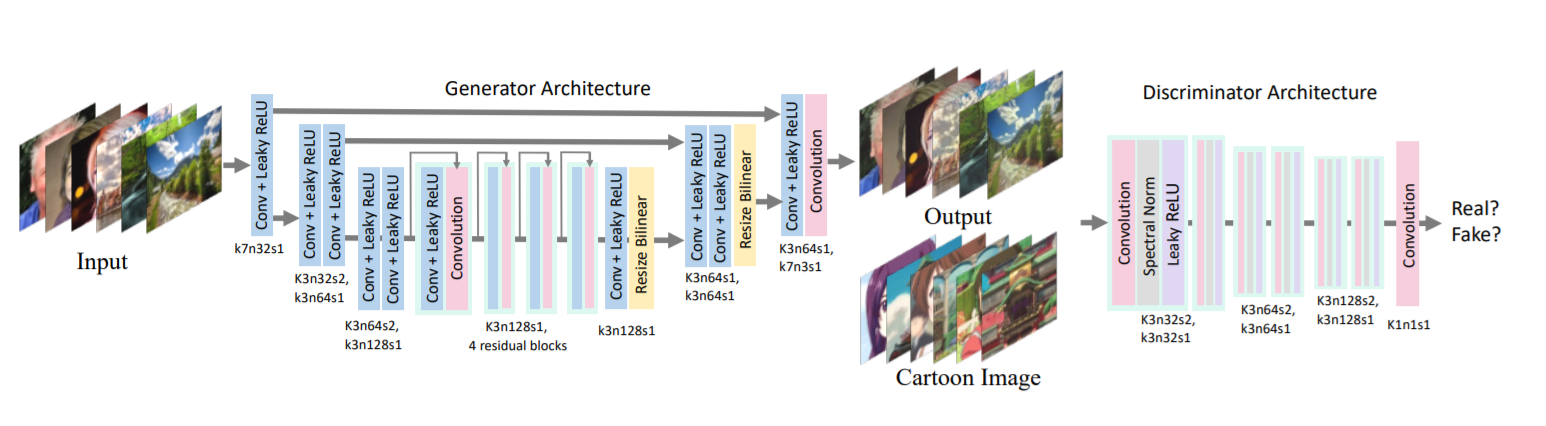 Generator Architecture
Discriminator Architecture
Input
Conv + Leaky ReLU
k7n32s1
Conv + Leaky ReLU
Conv + Leaky ReLU
K3n32s2,
k3n64s1
Conv + Leaky ReLU
Conv + Leaky ReLU
K3n64s2,
k3n128s1
Conv + Leaky ReLU
Convolution
K3n128s1,
4 residual blocks
Conv + Leaky ReLU
Resize Bilinear
k3n128s1
Conv + Leaky ReLU
Conv + Leaky ReLU
Resize Bilinear
K3n64s1,
k3n64s1
Conv + Leaky ReLU
Convolution
K3n64s1,
k7n3s1
Output
Cartoon Image
Convolution
Spectral Norm
Leaky ReLU
K3n32s2,
k3n32s1
K3n64s2,
k3n64s1
K3n128s2,
k3n128s1
Convolution
K1n1s1
Real?
Fake?